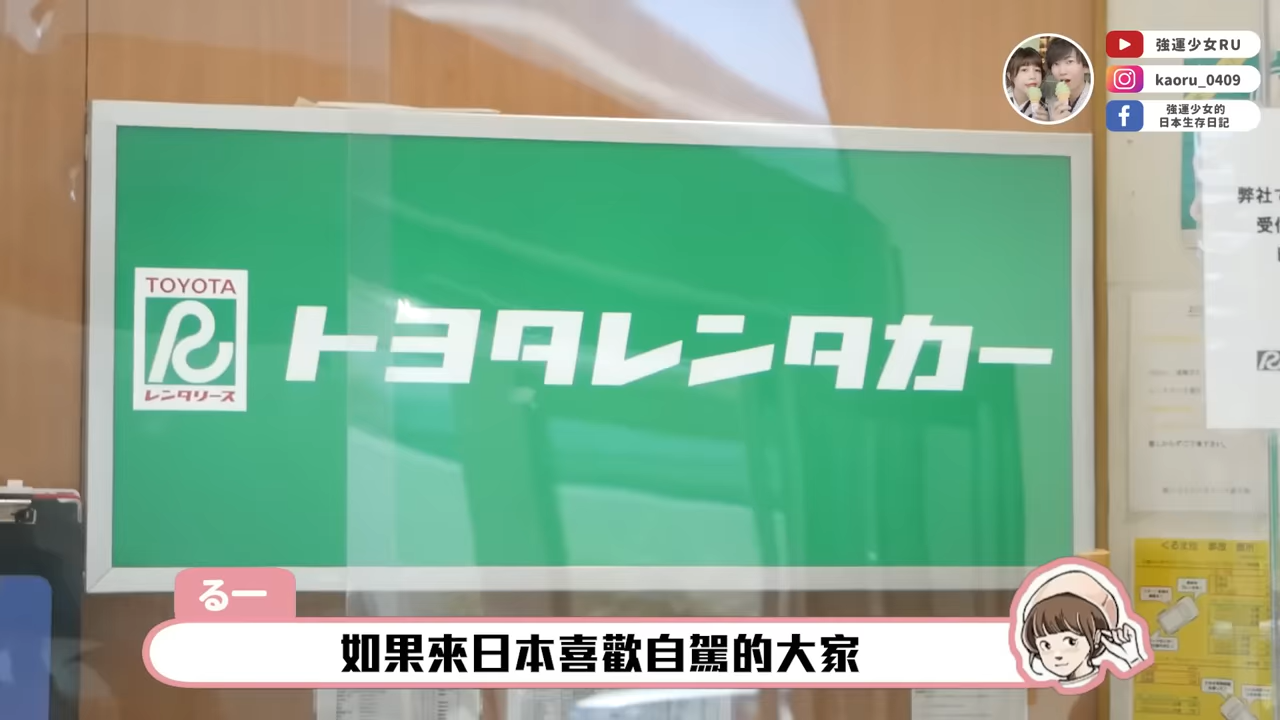 強運少女RU
kaoru_0409
強運少女的
日本生存日記
TOYOTA
R
レンタリース
トヨタレンタカー
弊社
るー
如果來日本喜歡自駕的大家